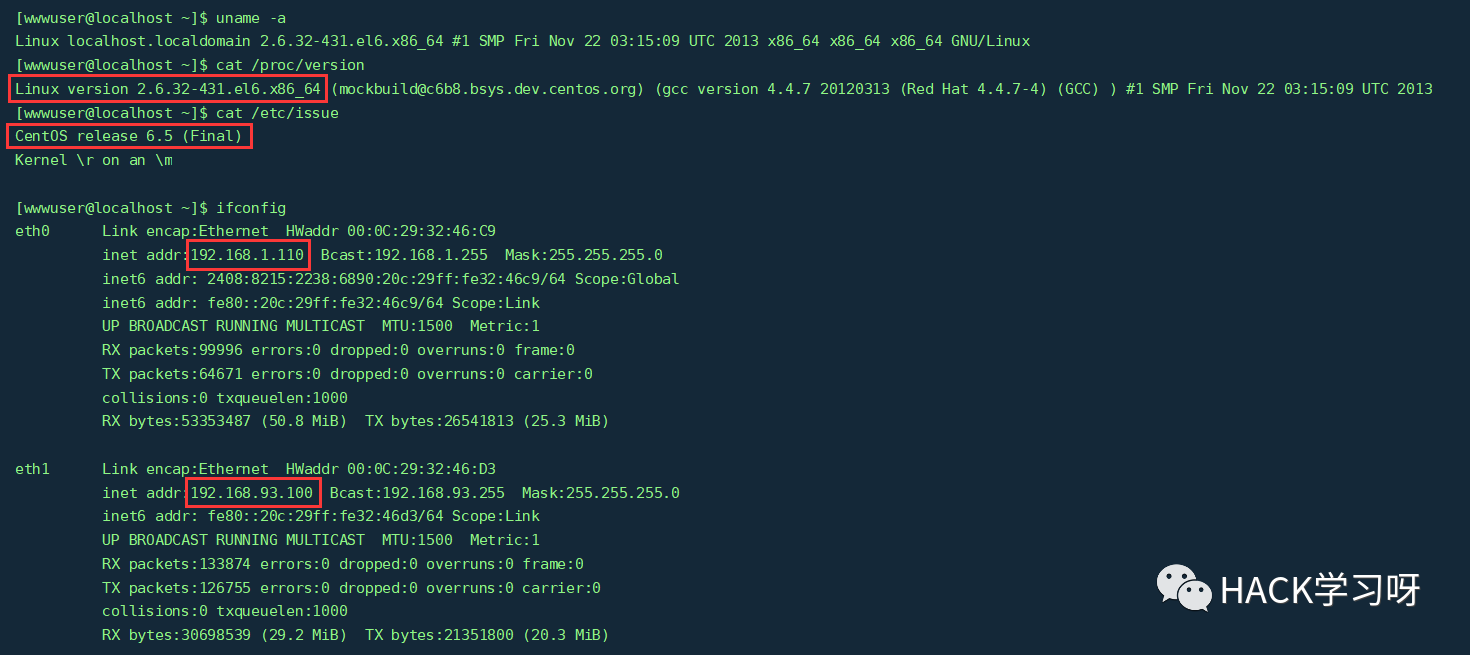 [wwwuser@localhost ~]$ uname -a
Linux localhost.localdomain 2.6.32-431.el6.x86_64 #1 SMP Fri Nov 22 03:15:09 UTC 2013 x86_64 x86_64 x86_64 GNU/Linux
[wwwuser@localhost ~]$ cat /proc/version
Linux version 2.6.32-431.el6.x86_64 (mockbuild@c6b8.bsys.dev.centos.org) (gcc version 4.4.7 20120313 (Red Hat 4.4.7-4) (GCC) ) #1 SMP Fri Nov 22 03:15:09 UTC 2013
[wwwuser@localhost ~]$ cat /etc/issue
CentOS release 6.5 (Final)
Kernel \r on an \m
[wwwuser@localhost ~]$ ifconfig
eth0 Link encap:Ethernet HWaddr 00:0C:29:32:46:C9
inet addr:192.168.1.110 Bcast:192.168.1.255 Mask:255.255.255.0
inet6 addr: 2408:8215:2238:6890:20c:29ff:fe32:46c9/64 Scope:Global
inet6 addr: fe80::20c:29ff:fe32:46c9/64 Scope:Link
UP BROADCAST RUNNING MULTICAST MTU:1500 Metric:1
RX packets:99996 errors:0 dropped:0 overruns:0 frame:0
TX packets:64671 errors:0 dropped:0 overruns:0 carrier:0
collisions:0 txqueuelen:1000
RX bytes:53353487 (50.8 MiB) TX bytes:26541813 (25.3 MiB)
eth1 Link encap:Ethernet HWaddr 00:0C:29:32:46:D3
inet addr:192.168.93.100 Bcast:192.168.93.255 Mask:255.255.255.0
inet6 addr: fe80::20c:29ff:fe32:46d3/64 Scope:Link
UP BROADCAST RUNNING MULTICAST MTU:1500 Metric:1
RX packets:133874 errors:0 dropped:0 overruns:0 frame:0
TX packets:126755 errors:0 dropped:0 overruns:0 carrier:0
collisions:0 txqueuelen:1000
RX bytes:30698539 (29.2 MiB) TX bytes:21351800 (20.3 MiB)
HACK学习呀